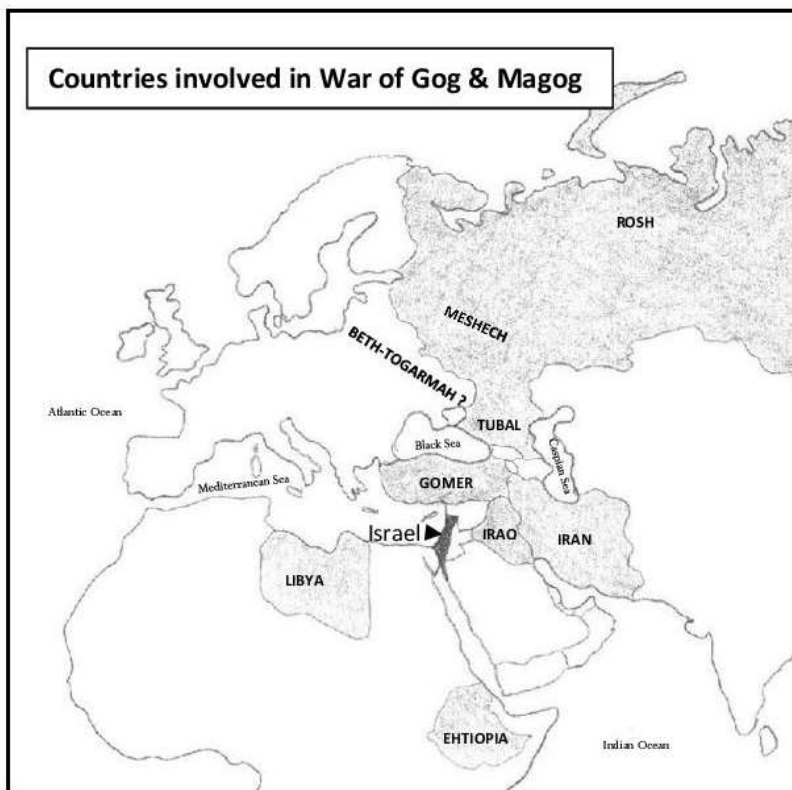 Countries involved in War of Gog & Magog
ROSH
MESHECH
BETH-TOGARMAH ?
Atlantic Ocean
TUBAL
Black Sea
Caspian Sea
Mediterranean Sea
GOMER
Israel
IRAQ
IRAN
LIBYA
EHTIOPIA
Indian Ocean